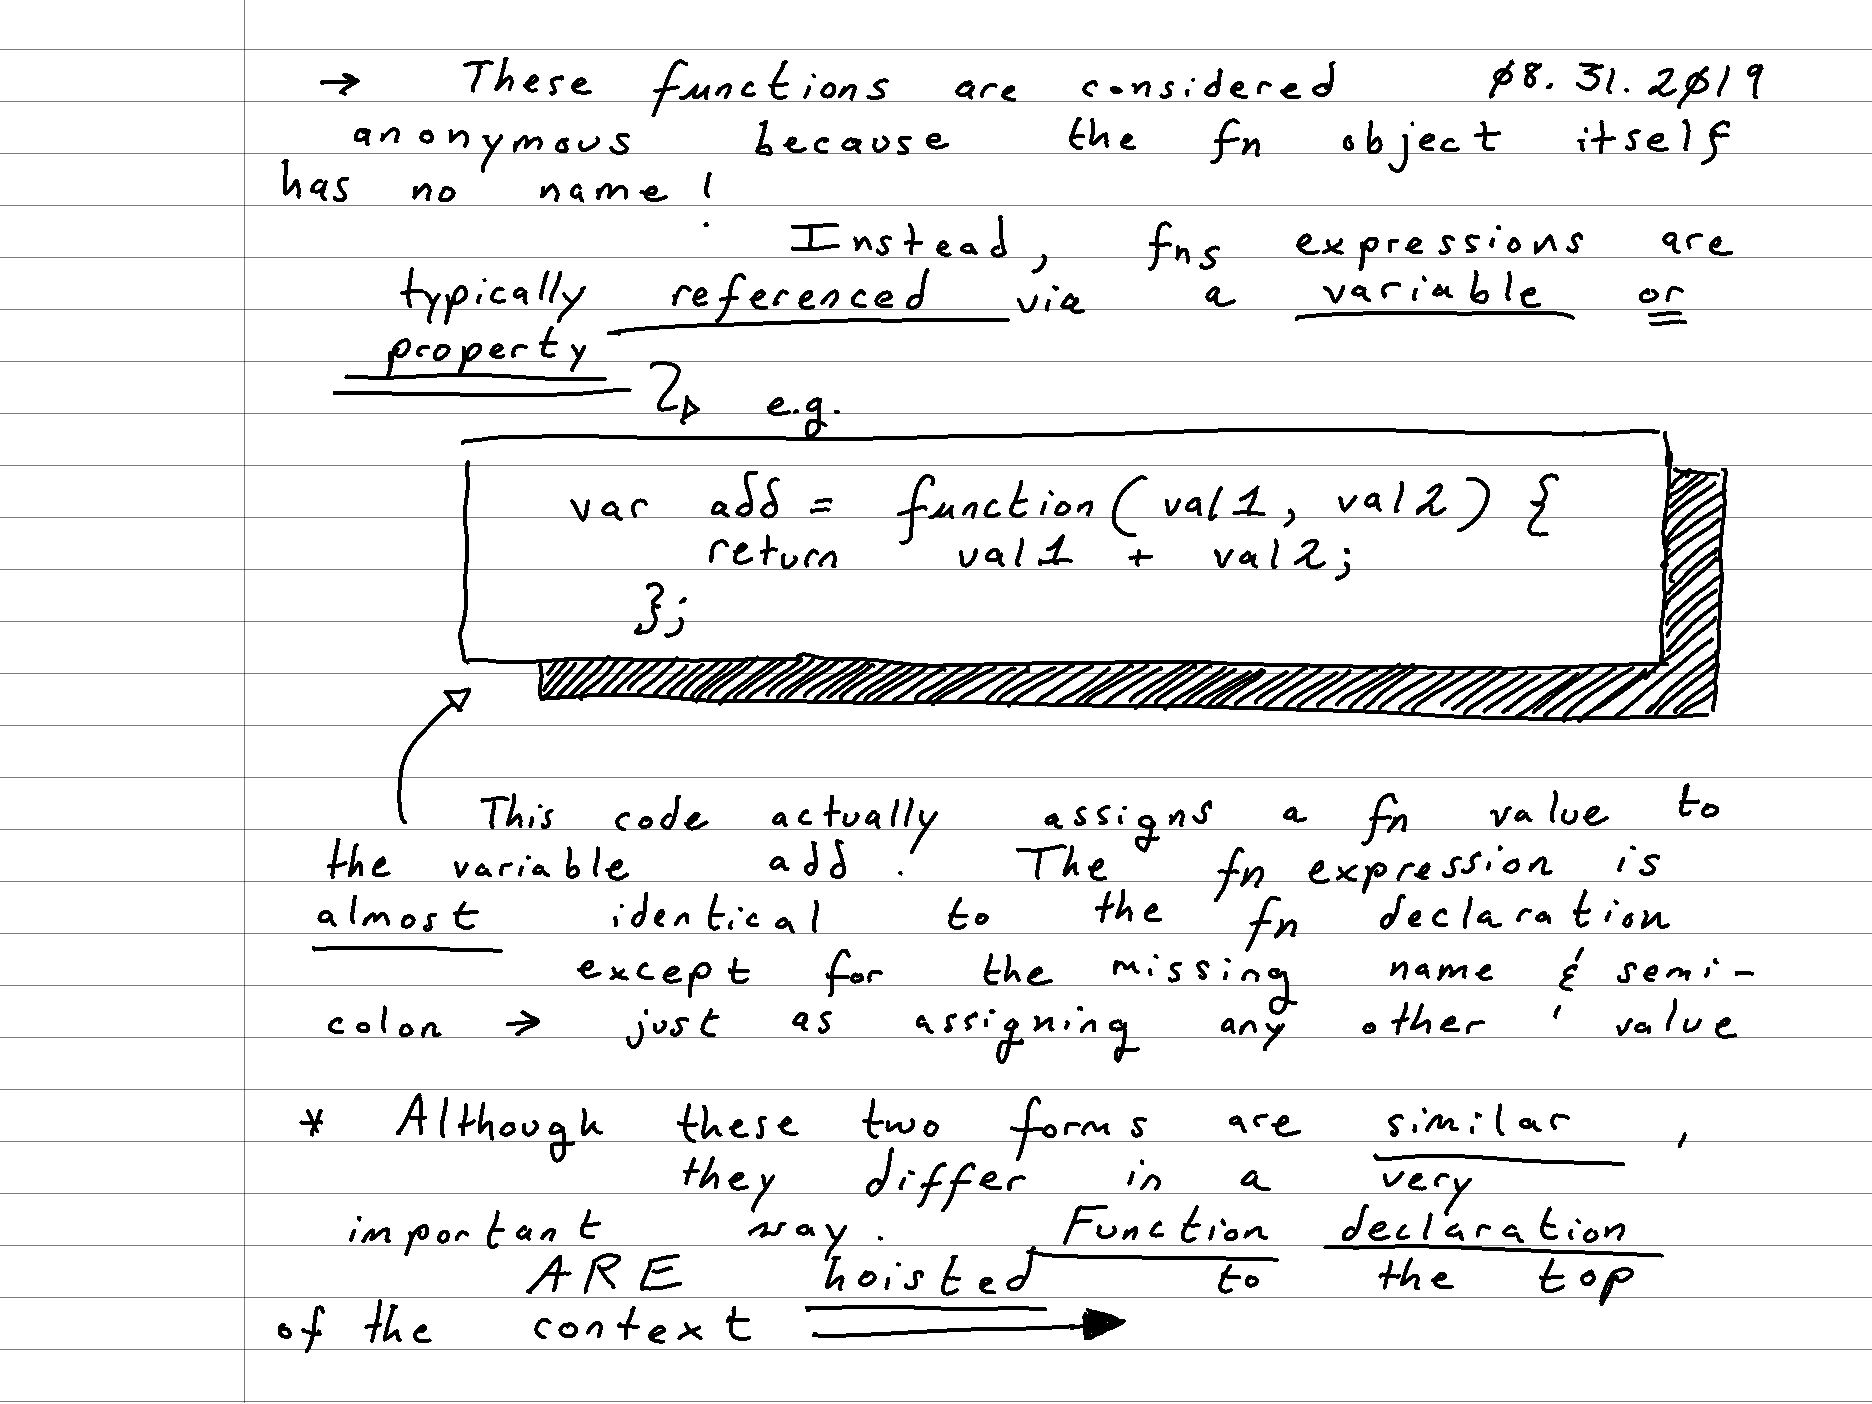 → These functions are considered 08.31.2019
anonymous because the fn object itself
has no name!
Instead, fns expressions are
typically referenced via a variable or
property
e.g.
var add = function(val1, val2) {
return val1 + val2;
};
This code actually assigns a fn value to
the variable add. The fn expression is
almost identical to the fn declaration
except for the missing name & semi-
colon → just as assigning any other value
* Although these two forms are similar,
they differ in a very
important way. Function declaration
ARE hoisted to the top
of the context →